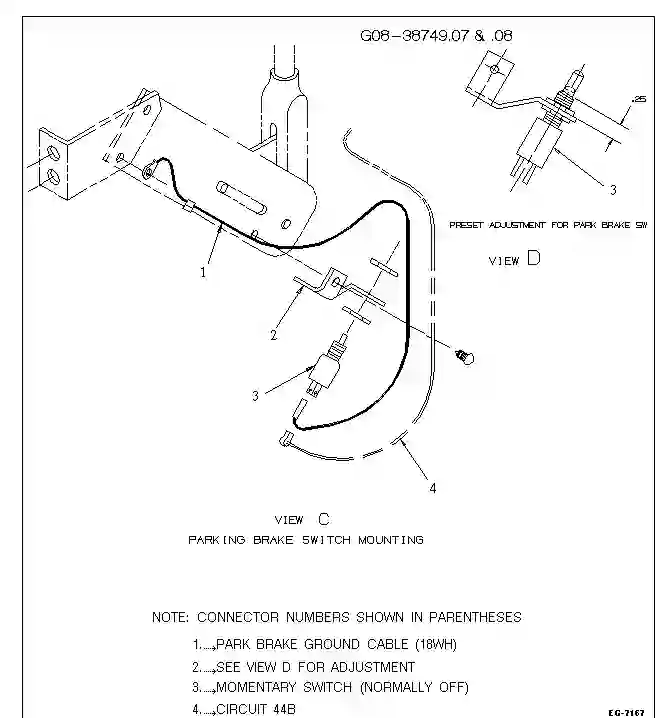 G08-38749.07 & .08
.25
3
PRESET ADJUSTMENT FOR PARK BRAKE SW
VIEW D
1
2
3
4
VIEW C
PARKING BRAKE SWITCH MOUNTING
NOTE: CONNECTOR NUMBERS SHOWN IN PARENTHESES
1....→PARK BRAKE GROUND CABLE (18WH)
2....→SEE VIEW D FOR ADJUSTMENT
3....→MOMENTARY SWITCH (NORMALLY OFF)
4....→CIRCUIT 44B
EG-7167